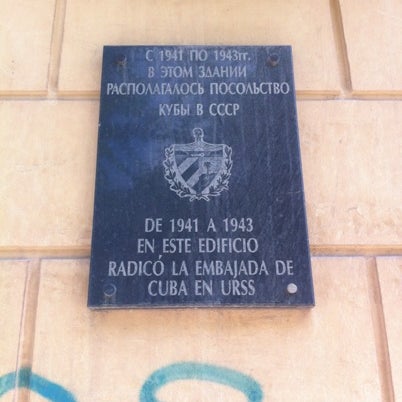 С 1941 ПО 1943гг.
В ЭТОМ ЗДАНИИ
РАСПОЛАГАЛОСЬ ПОСОЛЬСТВО
КУБЫ В СССР
DE 1941 A 1943
EN ESTE EDIFICIO
RADICÓ LA EMBAJADA DE
CUBA EN URSS